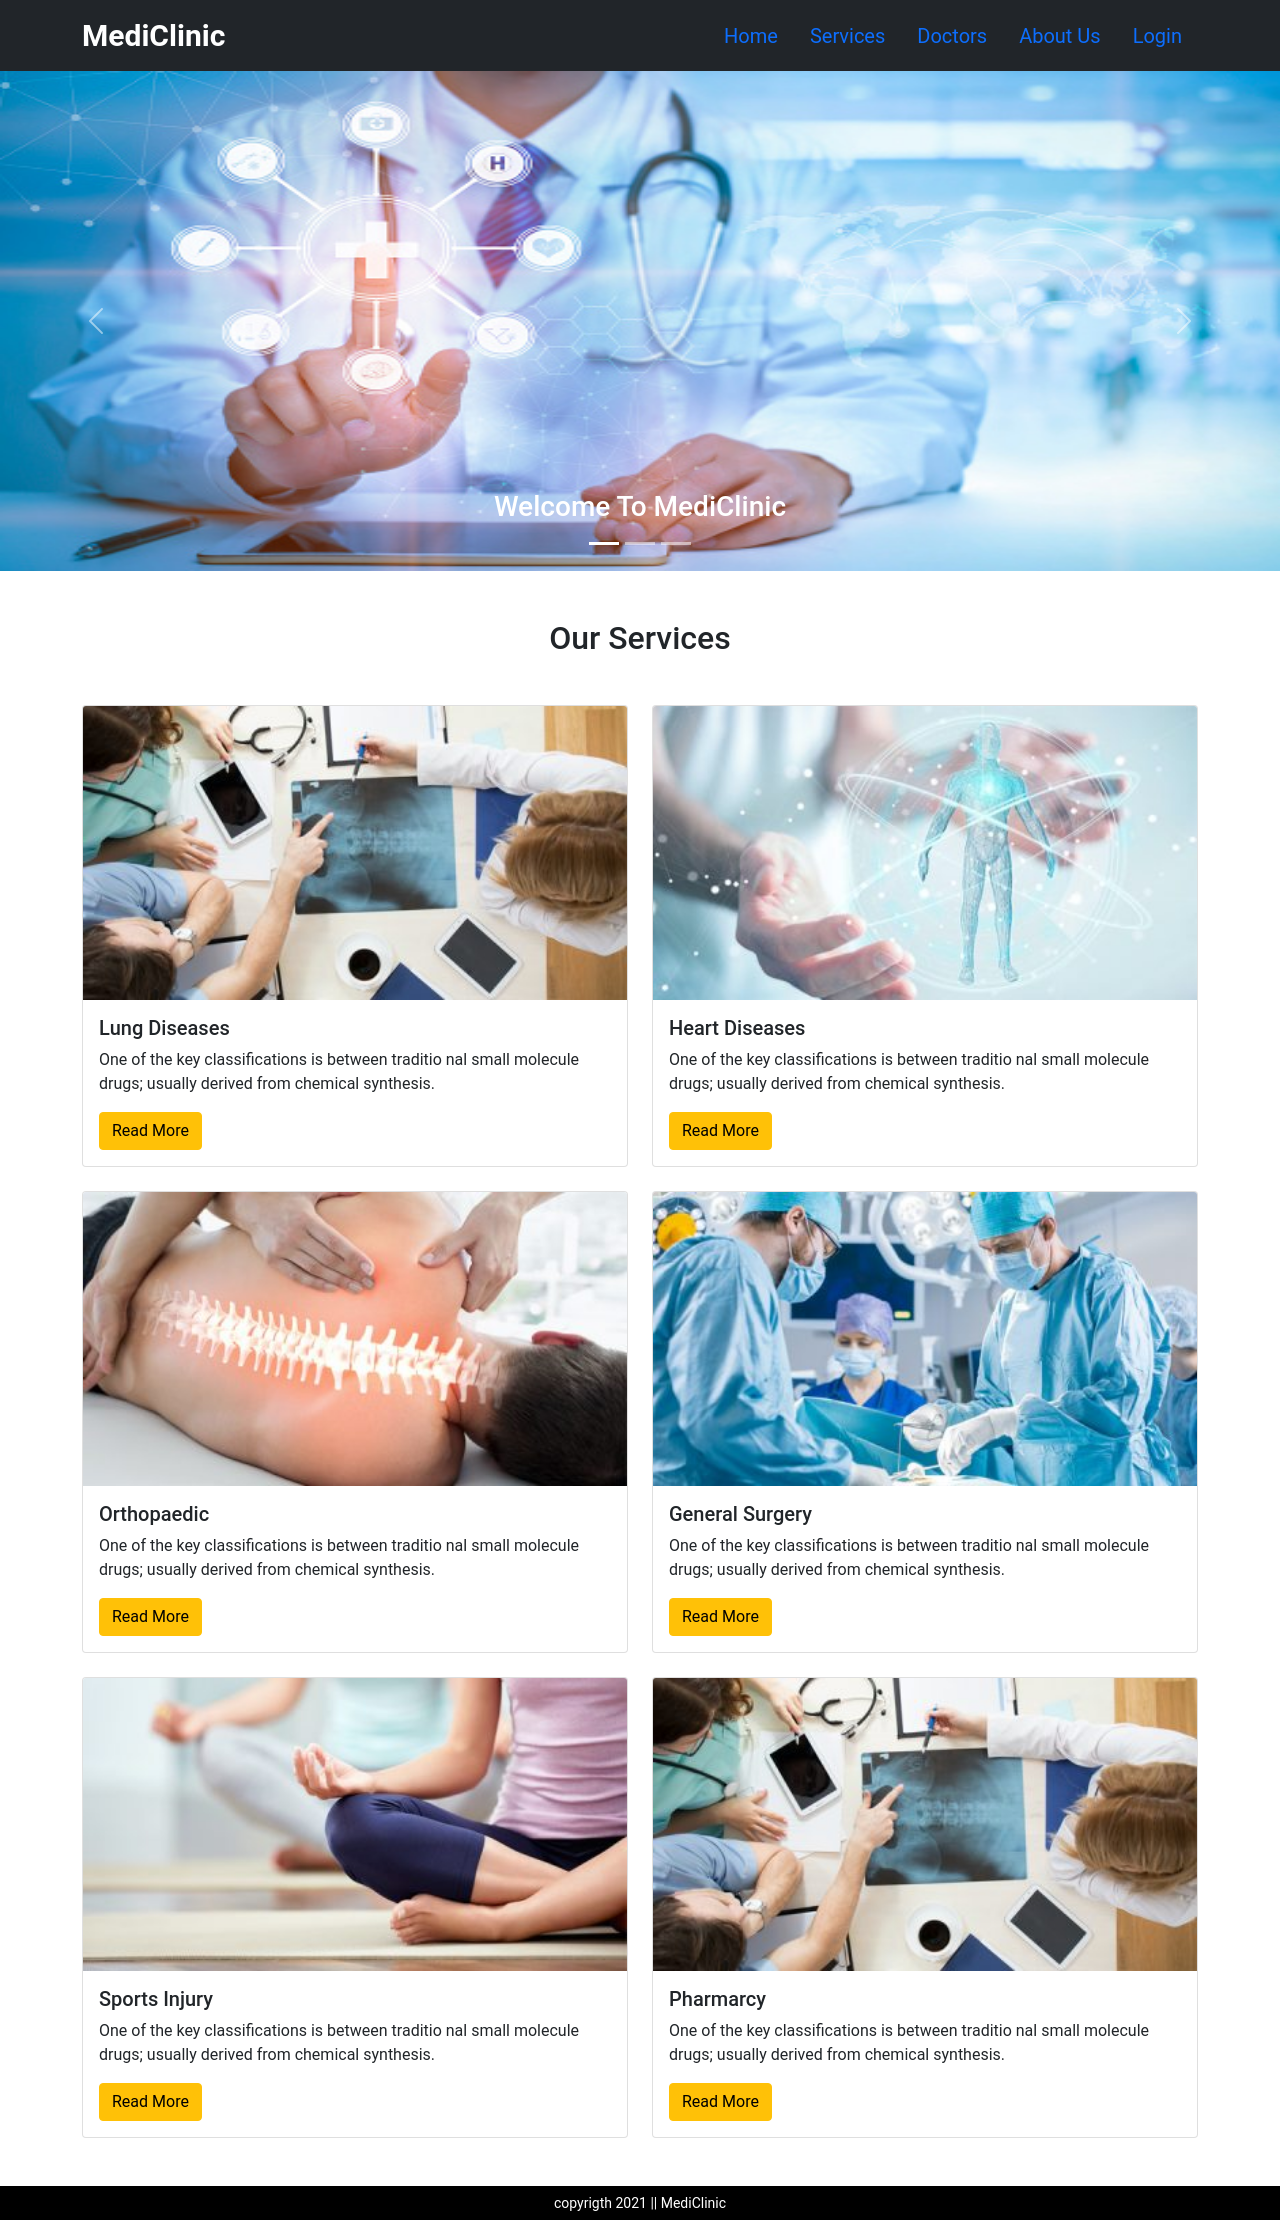 MediClinic
Home
Services
Doctors
About Us
Login
H
Welcome To MediClinic
Our Services
Lung Diseases
One of the key classifications is between traditio nal small molecule
drugs; usually derived from chemical synthesis.
Read More
Heart Diseases
One of the key classifications is between traditio nal small molecule
drugs; usually derived from chemical synthesis.
Read More
Orthopaedic
One of the key classifications is between traditio nal small molecule
drugs; usually derived from chemical synthesis.
Read More
General Surgery
One of the key classifications is between traditio nal small molecule
drugs; usually derived from chemical synthesis.
Read More
Sports Injury
One of the key classifications is between traditio nal small molecule
drugs; usually derived from chemical synthesis.
Read More
Pharmarcy
One of the key classifications is between traditio nal small molecule
drugs; usually derived from chemical synthesis.
Read More
copyrigth 2021 || MediClinic